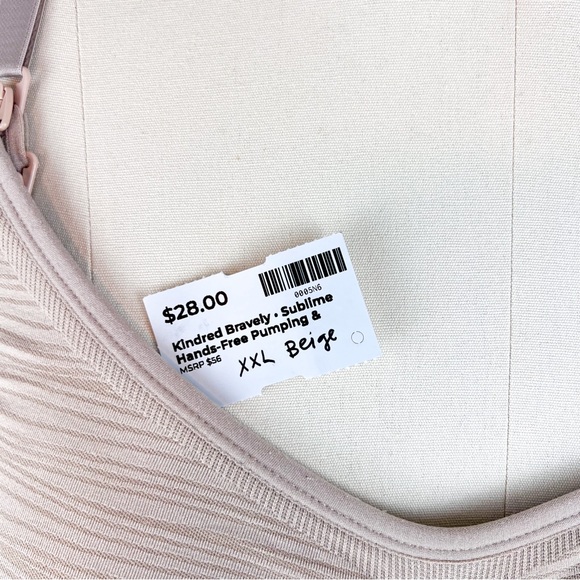 $28.00
0005N6
Kindred Bravely • Sublime
Hands-Free Pumping &
MSRP $56
XXL Beige